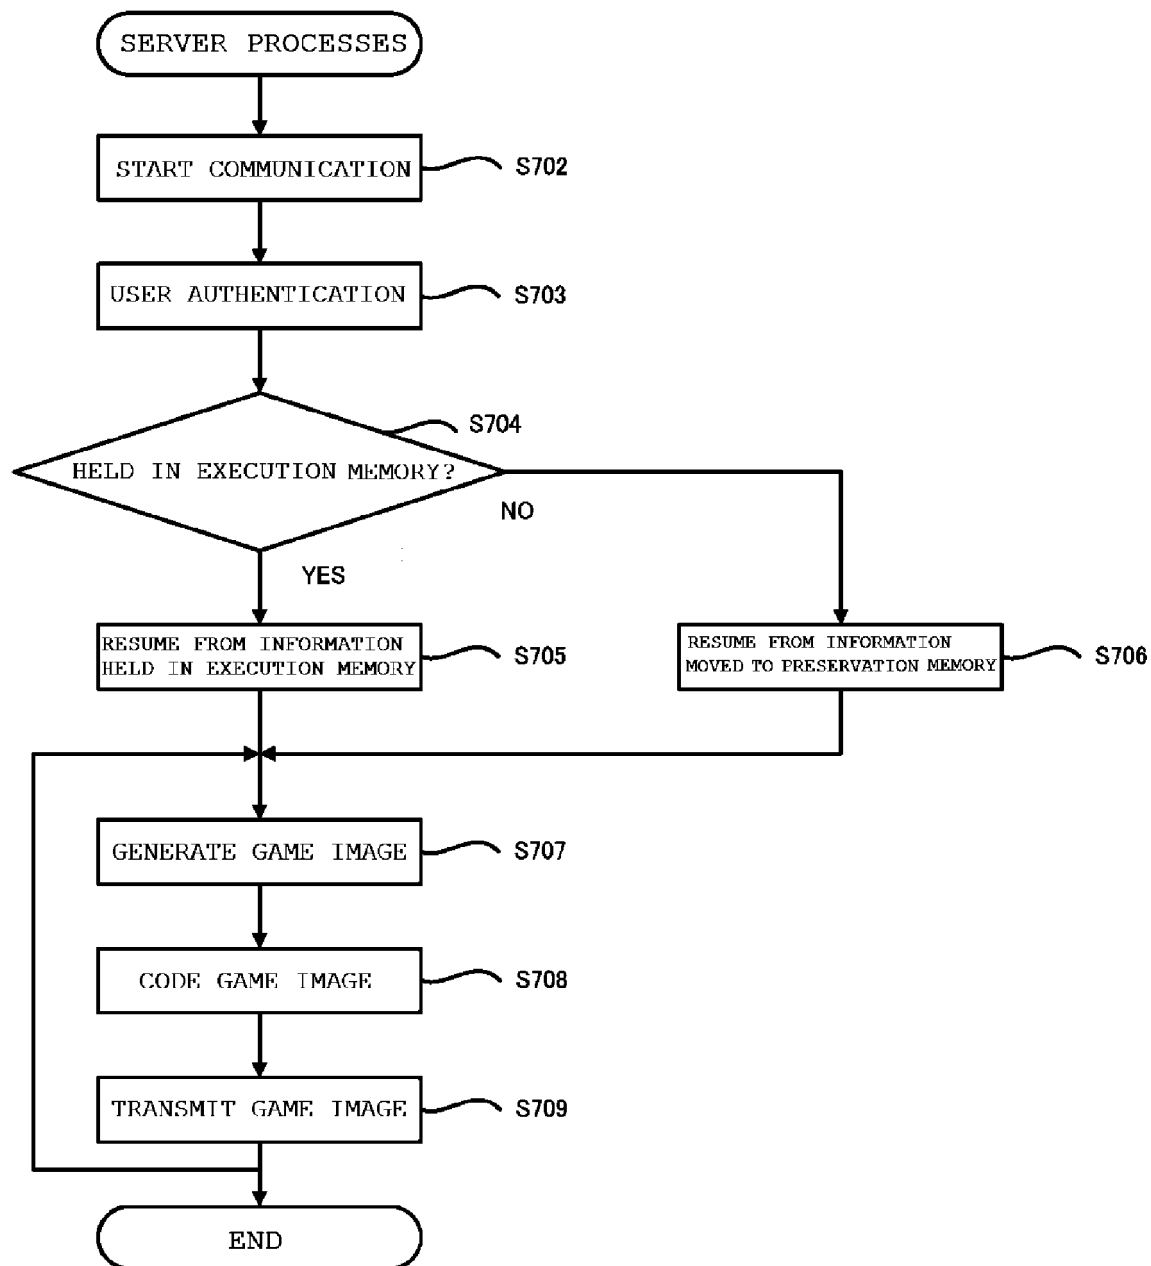 SERVER PROCESSES
START COMMUNICATION
S702
USER AUTHENTICATION
S703
S704
HELD IN EXECUTION MEMORY?
NO
YES
RESUME FROM INFORMATION
HELD IN EXECUTION MEMORY
S705
RESUME FROM INFORMATION
MOVED TO PRESERVATION MEMORY
S706
GENERATE GAME IMAGE
S707
CODE GAME IMAGE
S708
TRANSMIT GAME IMAGE
S709
END